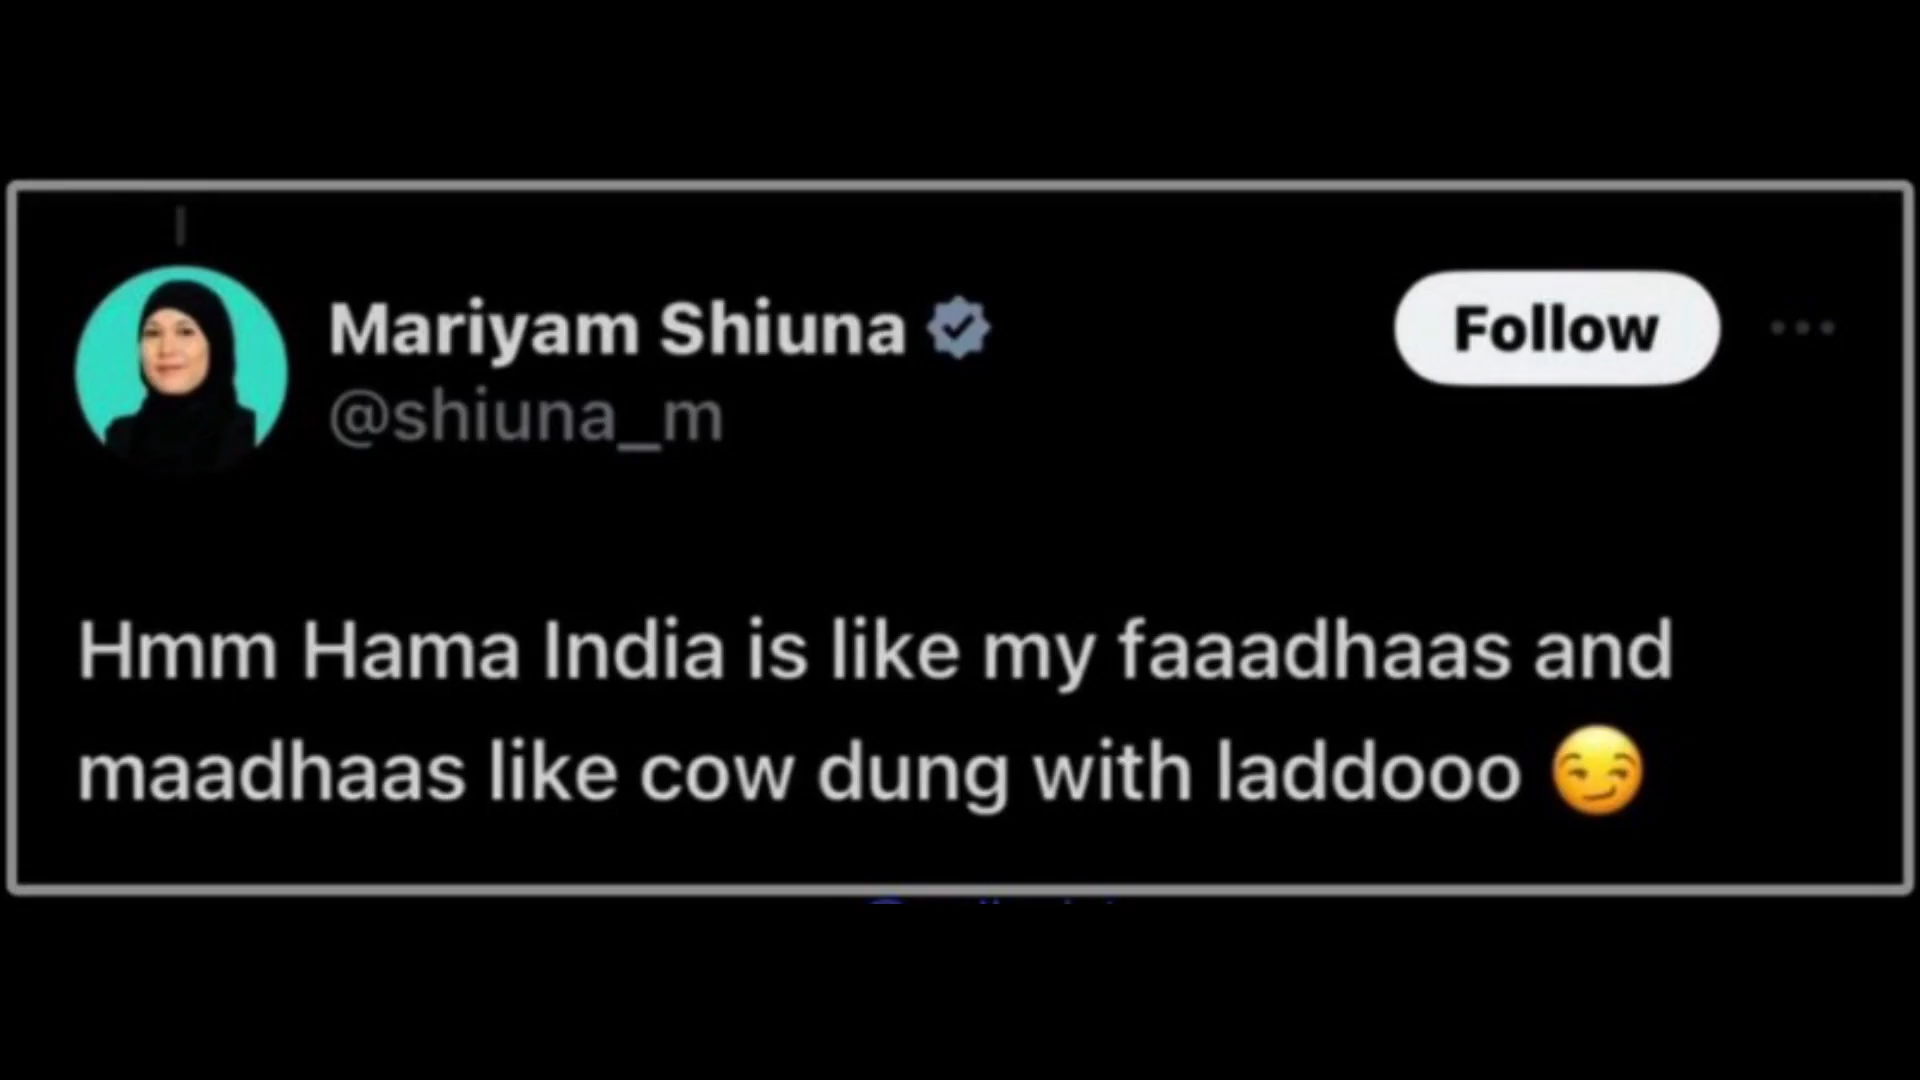 Mariyam Shiuna
@shiuna_m
Follow
Hmm Hama India is like my faaadhaas and
maadhaas like cow dung with laddooo 😏